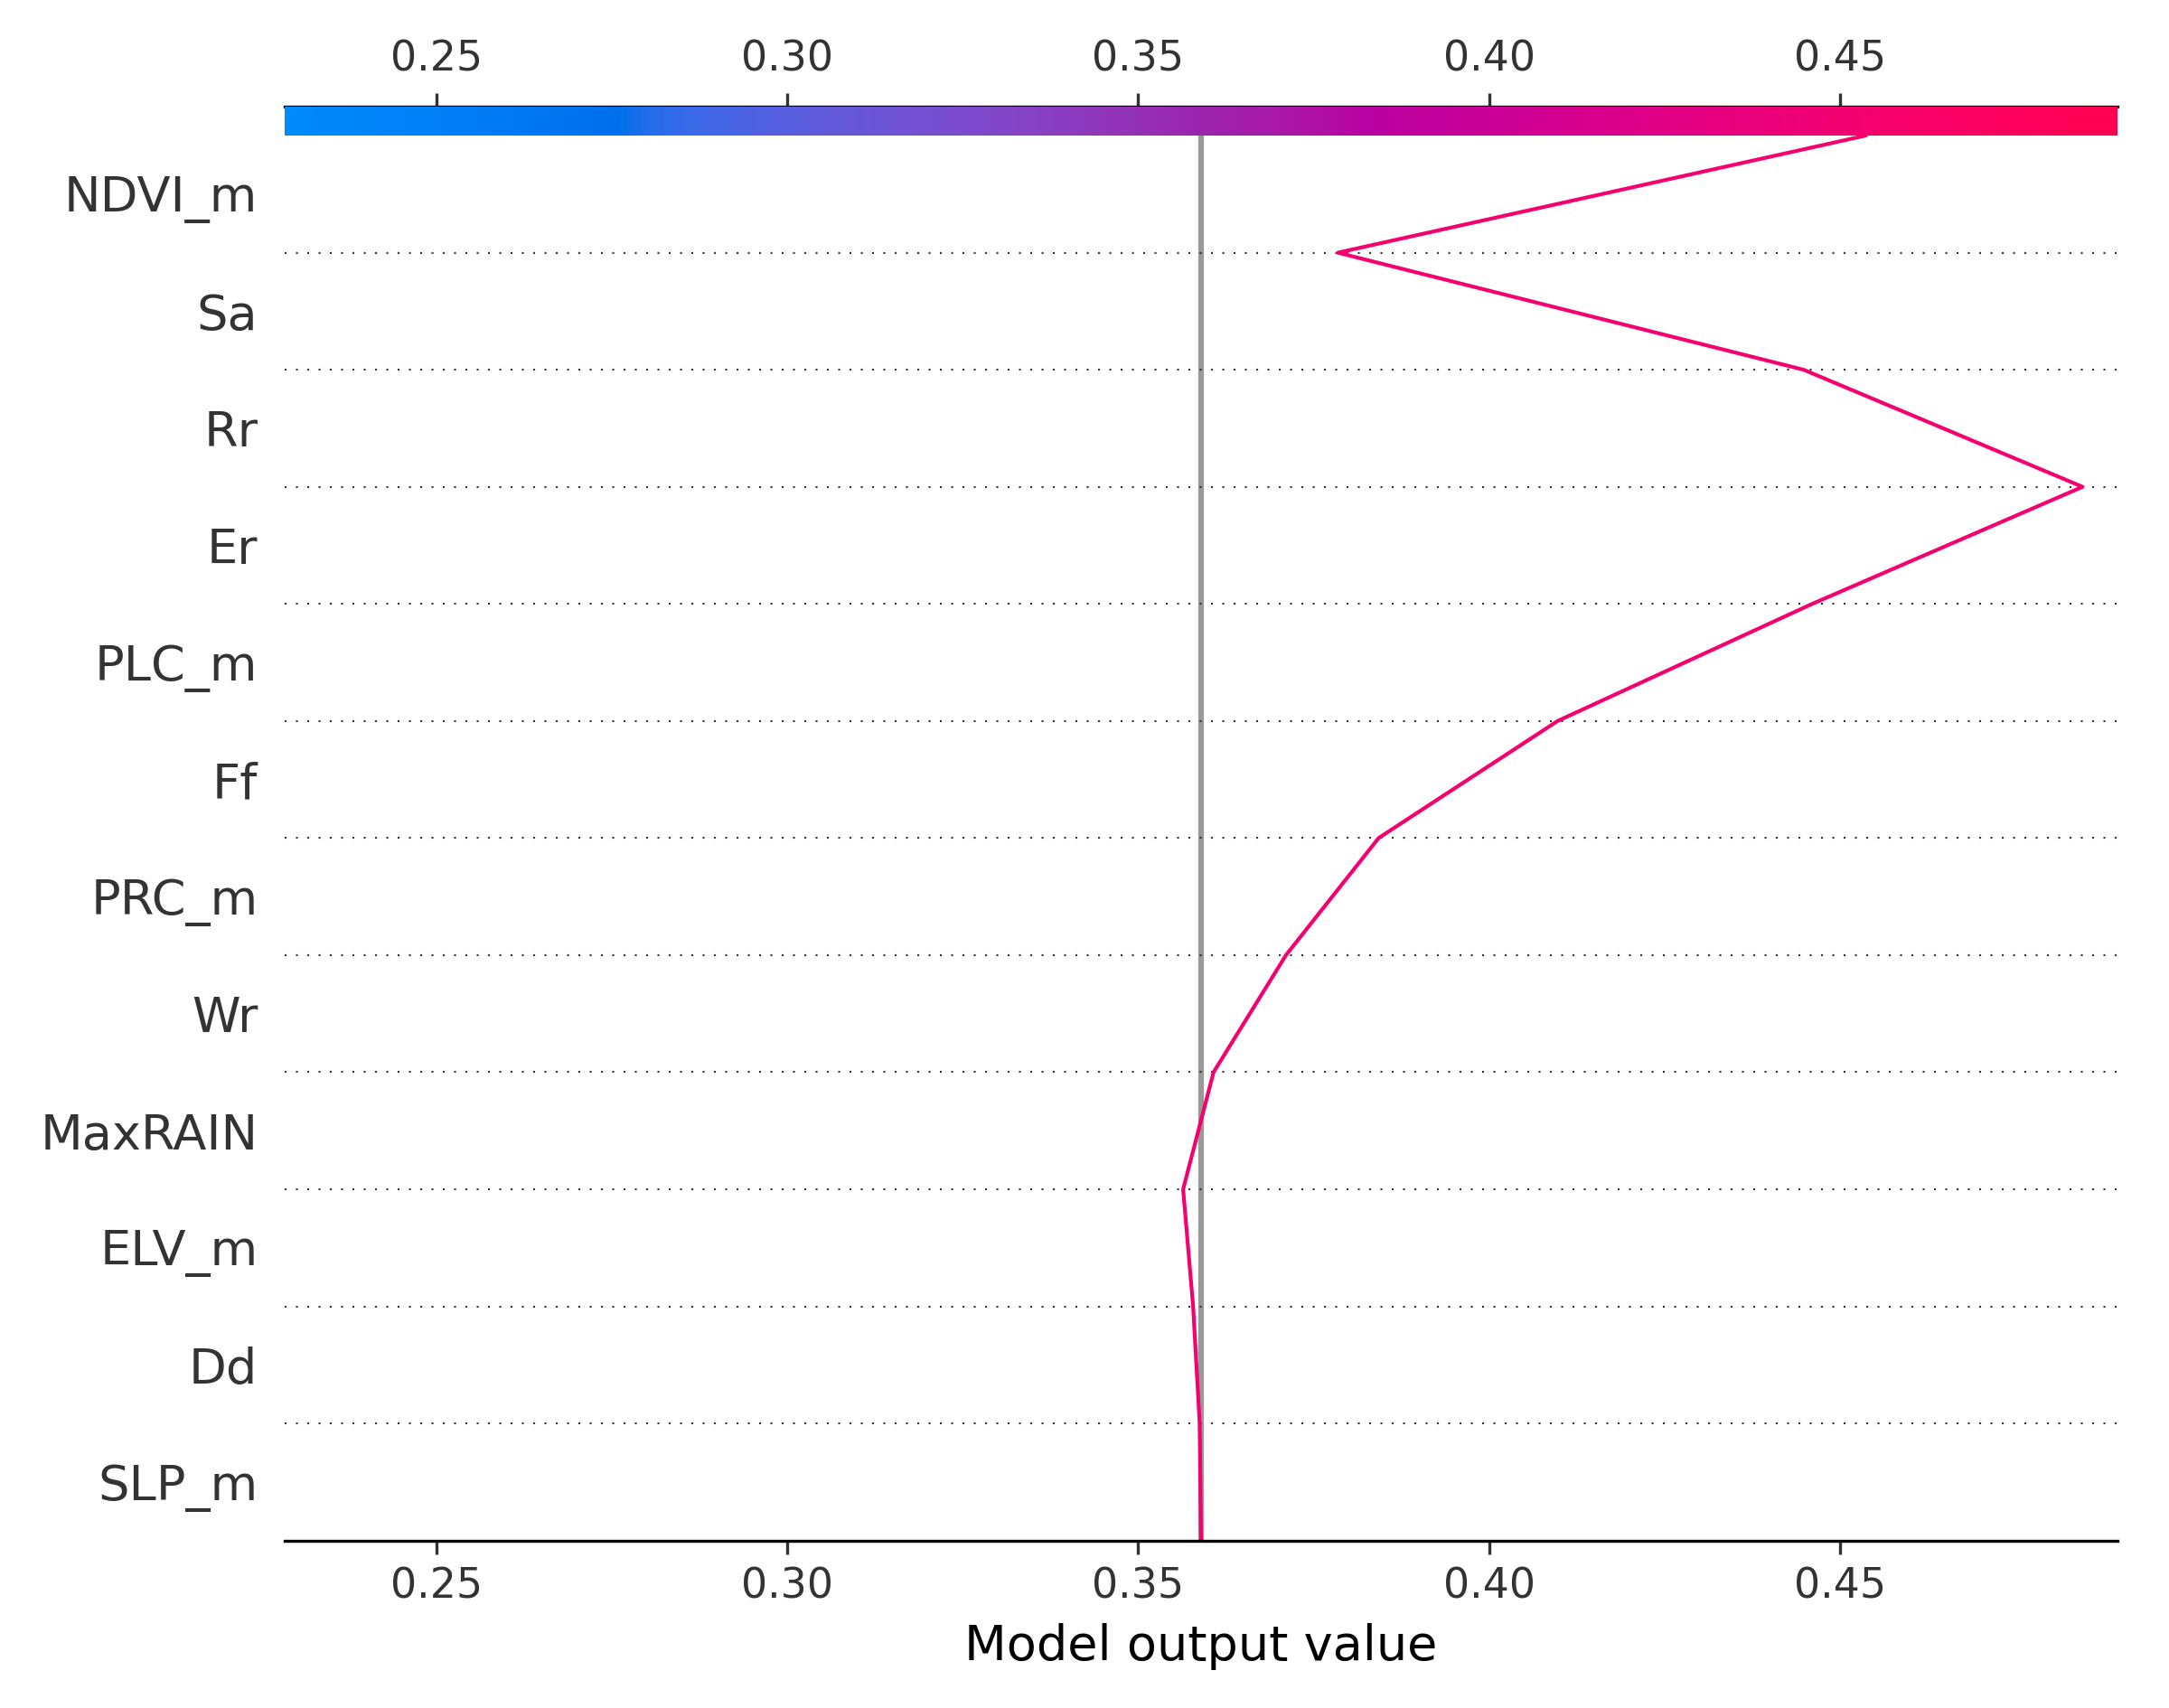 0.25 0.30 0.35 0.40 0.45
NDVI_m
Sa
Rr
Er
PLC_m
Ff
PRC_m
Wr
MaxRAIN
ELV_m
Dd
SLP_m
0.25 0.30 0.35 0.40 0.45
Model output value